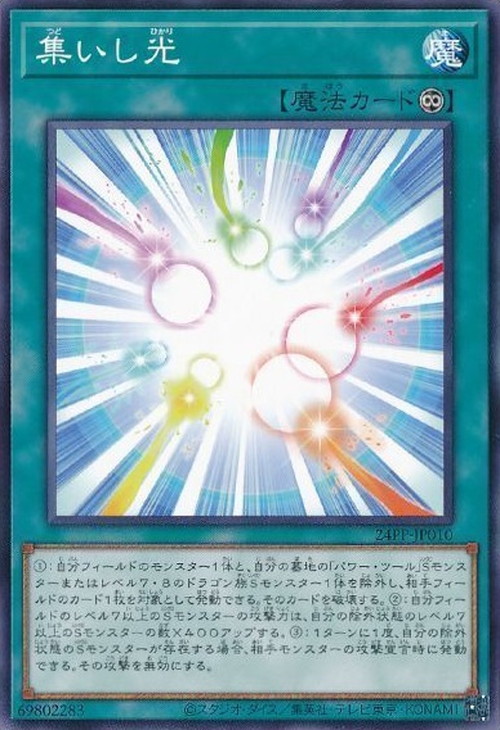 集いし光
魔
【魔法カード♾】
24PP-JP010
①：自分フィールドのモンスター1体と、自分の墓地の「パワー・ツール」Sモン
スターまたはレベル7・8のドラゴン族Sモンスター1体を除外し、相手フィー
ルドのカード1枚を対象として発動できる。そのカードを破壊する。②：自分フィー
ルドのレベル7以上のSモンスターの攻撃力は、自分の除外状態のレベル7
以上のSモンスターの数×400アップする。③：1ターンに1度、自分の除外
状態のSモンスターが存在する場合、相手モンスターの攻撃宣言時に発動
できる。その攻撃を無効にする。
69802283 ©スタジオ・ダイス／集英社・テレビ東京・KONAMI